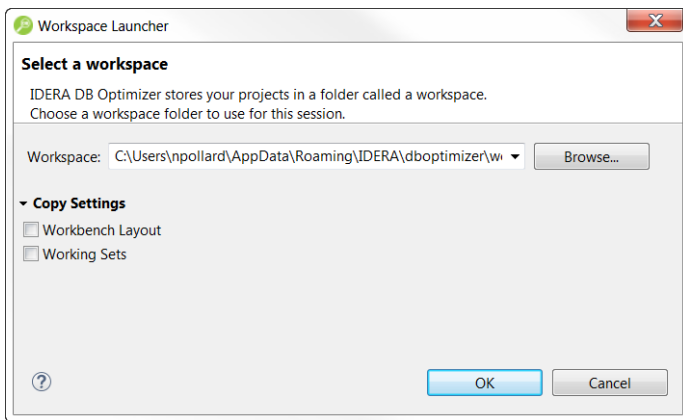 Workspace Launcher
Select a workspace
IDERA DB Optimizer stores your projects in a folder called a workspace.
Choose a workspace folder to use for this session.
Workspace: C:\Users\npollard\AppData\Roaming\IDERA\dboptimizer\w Browse...
Copy Settings
Workbench Layout
Working Sets
? OK Cancel